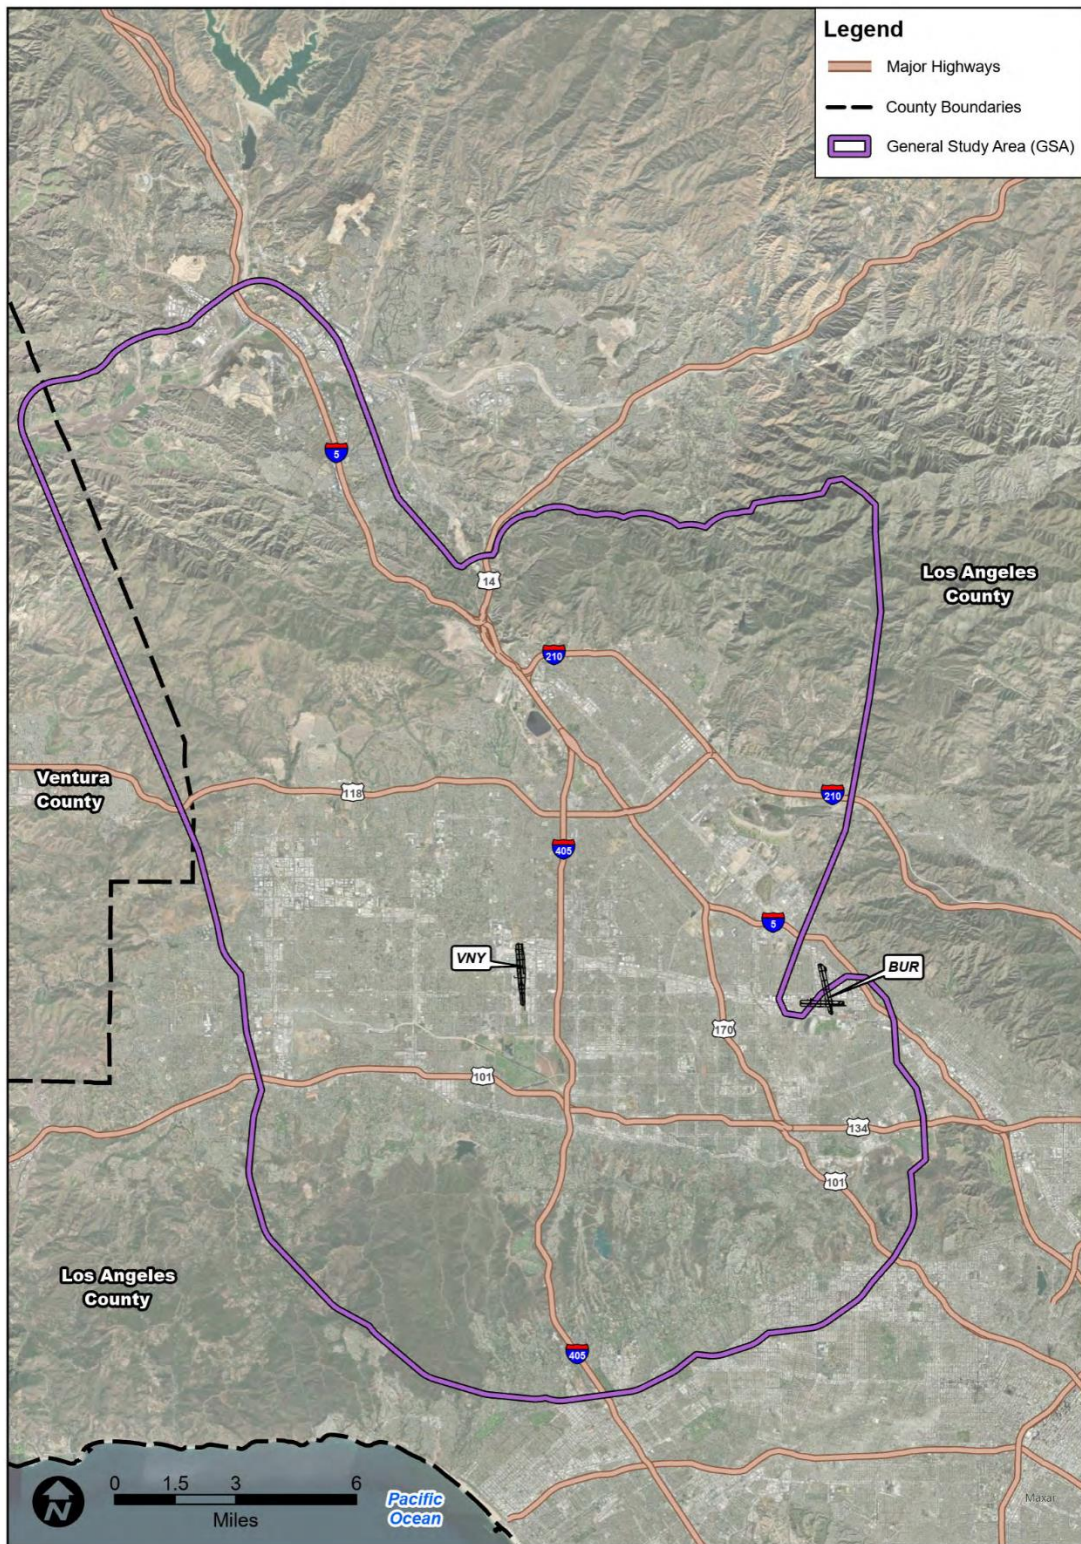 Legend
Major Highways
County Boundaries
General Study Area (GSA)
5
14
Los Angeles
County
210
Ventura
County
118
210
405
5
VNY
BUR
170
101
134
101
Los Angeles
County
405
N
0 1.5 3 6
Miles
Pacific
Ocean
Maxar